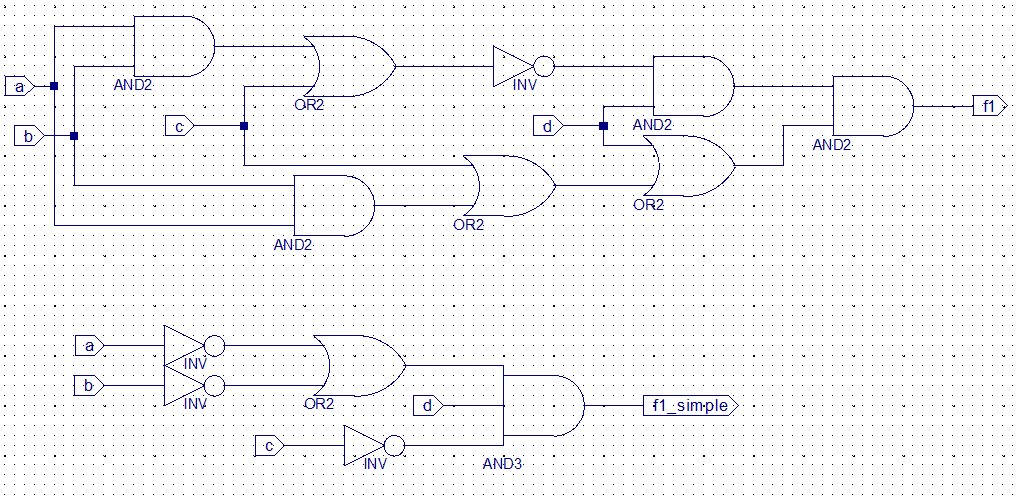 a
AND2
b
c
OR2
INV
d
AND2
OR2
AND2
f1
AND2
OR2
a
INV
b
INV
OR2
d
c
INV
AND3
f1_simple